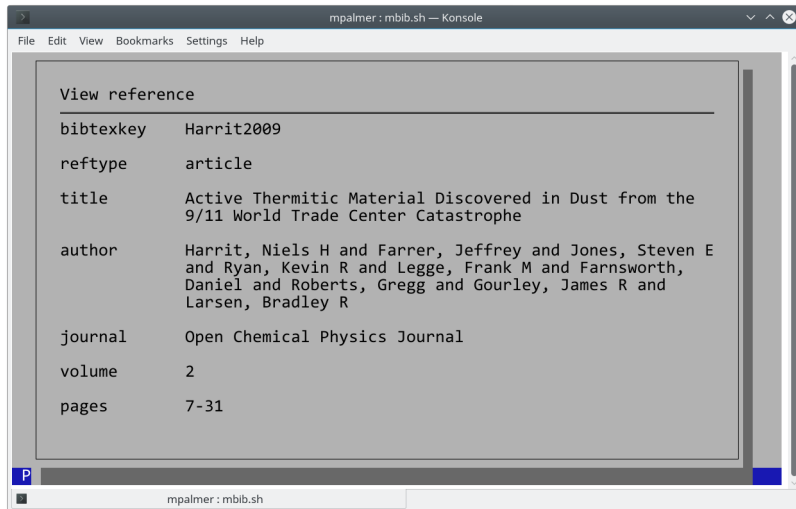 mpalmer : mbib.sh — Konsole
File Edit View Bookmarks Settings Help
View reference
bibtexkey Harrit2009
reftype article
title Active Thermitic Material Discovered in Dust from the
9/11 World Trade Center Catastrophe
author Harrit, Niels H and Farrer, Jeffrey and Jones, Steven E
and Ryan, Kevin R and Legge, Frank M and Farnsworth,
Daniel and Roberts, Gregg and Gourley, James R and
Larsen, Bradley R
journal Open Chemical Physics Journal
volume 2
pages 7-31
P
mpalmer : mbib.sh